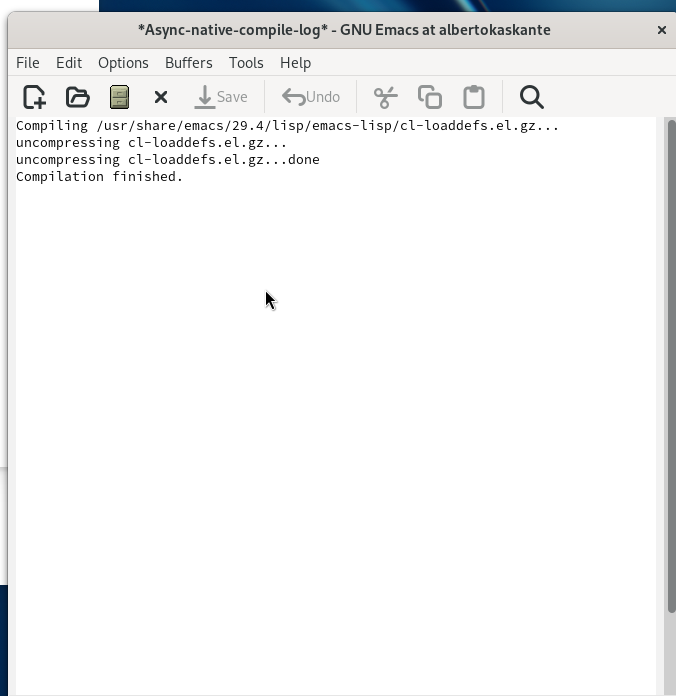 *Async-native-compile-log* - GNU Emacs at albertokaskante
File Edit Options Buffers Tools Help
Save Undo
Compiling /usr/share/emacs/29.4/lisp/emacs-lisp/cl-loaddefs.el.gz...
uncompressing cl-loaddefs.el.gz...
uncompressing cl-loaddefs.el.gz...done
Compilation finished.